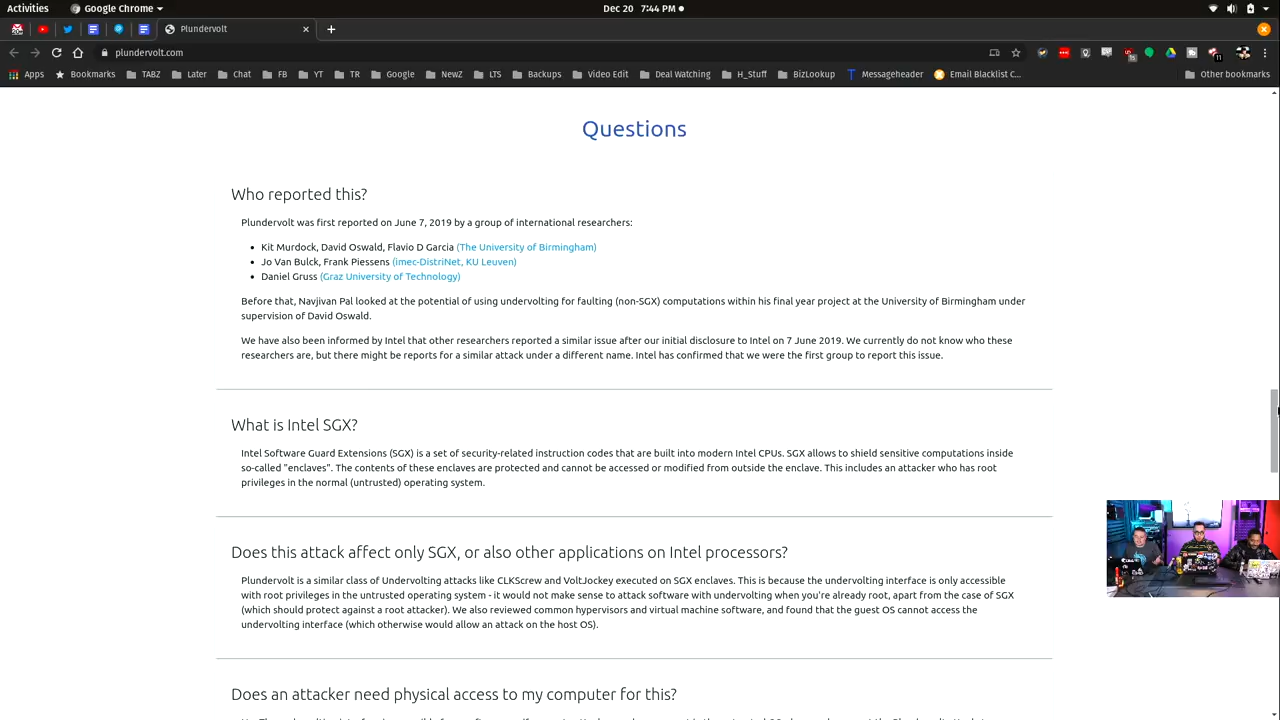 Activities
Google Chrome
Dec 20 7:44 PM
Plundervolt
plundervolt.com
Apps
Bookmarks
TABZ
Later
Chat
FB
YT
TR
Google
NewZ
LTS
Backups
Video Edit
Deal Watching
H_Stuff
BizLookup
Messageheader
Email Blacklist C...
Other bookmarks
Questions
Who reported this?
Plundervolt was first reported on June 7, 2019 by a group of international researchers:
• Kit Murdock, David Oswald, Flavio D Garcia (The University of Birmingham)
• Jo Van Bulck, Frank Piessens (imec-DistriNet, KU Leuven)
• Daniel Gruss (Graz University of Technology)
Before that, Navjivan Pal looked at the potential of using undervolting for faulting (non-SGX) computations within his final year project at the University of Birmingham under
supervision of David Oswald.
We have also been informed by Intel that other researchers reported a similar issue after our initial disclosure to Intel on 7 June 2019. We currently do not know who these
researchers are, but there might be reports for a similar attack under a different name. Intel has confirmed that we were the first group to report this issue.
What is Intel SGX?
Intel Software Guard Extensions (SGX) is a set of security-related instruction codes that are built into modern Intel CPUs. SGX allows to shield sensitive computations inside
so-called "enclaves". The contents of these enclaves are protected and cannot be accessed or modified from outside the enclave. This includes an attacker who has root
privileges in the normal (untrusted) operating system.
Does this attack affect only SGX, or also other applications on Intel processors?
Plundervolt is a similar class of Undervolting attacks like CLKScrew and VoltJockey executed on SGX enclaves. This is because the undervolting interface is only accessible
with root privileges in the untrusted operating system - it would not make sense to attack software with undervolting when you're already root, apart from the case of SGX
(which should protect against a root attacker). We also reviewed common hypervisors and virtual machine software, and found that the guest OS cannot access the
undervolting interface (which otherwise would allow an attack on the host OS).
Does an attacker need physical access to my computer for this?